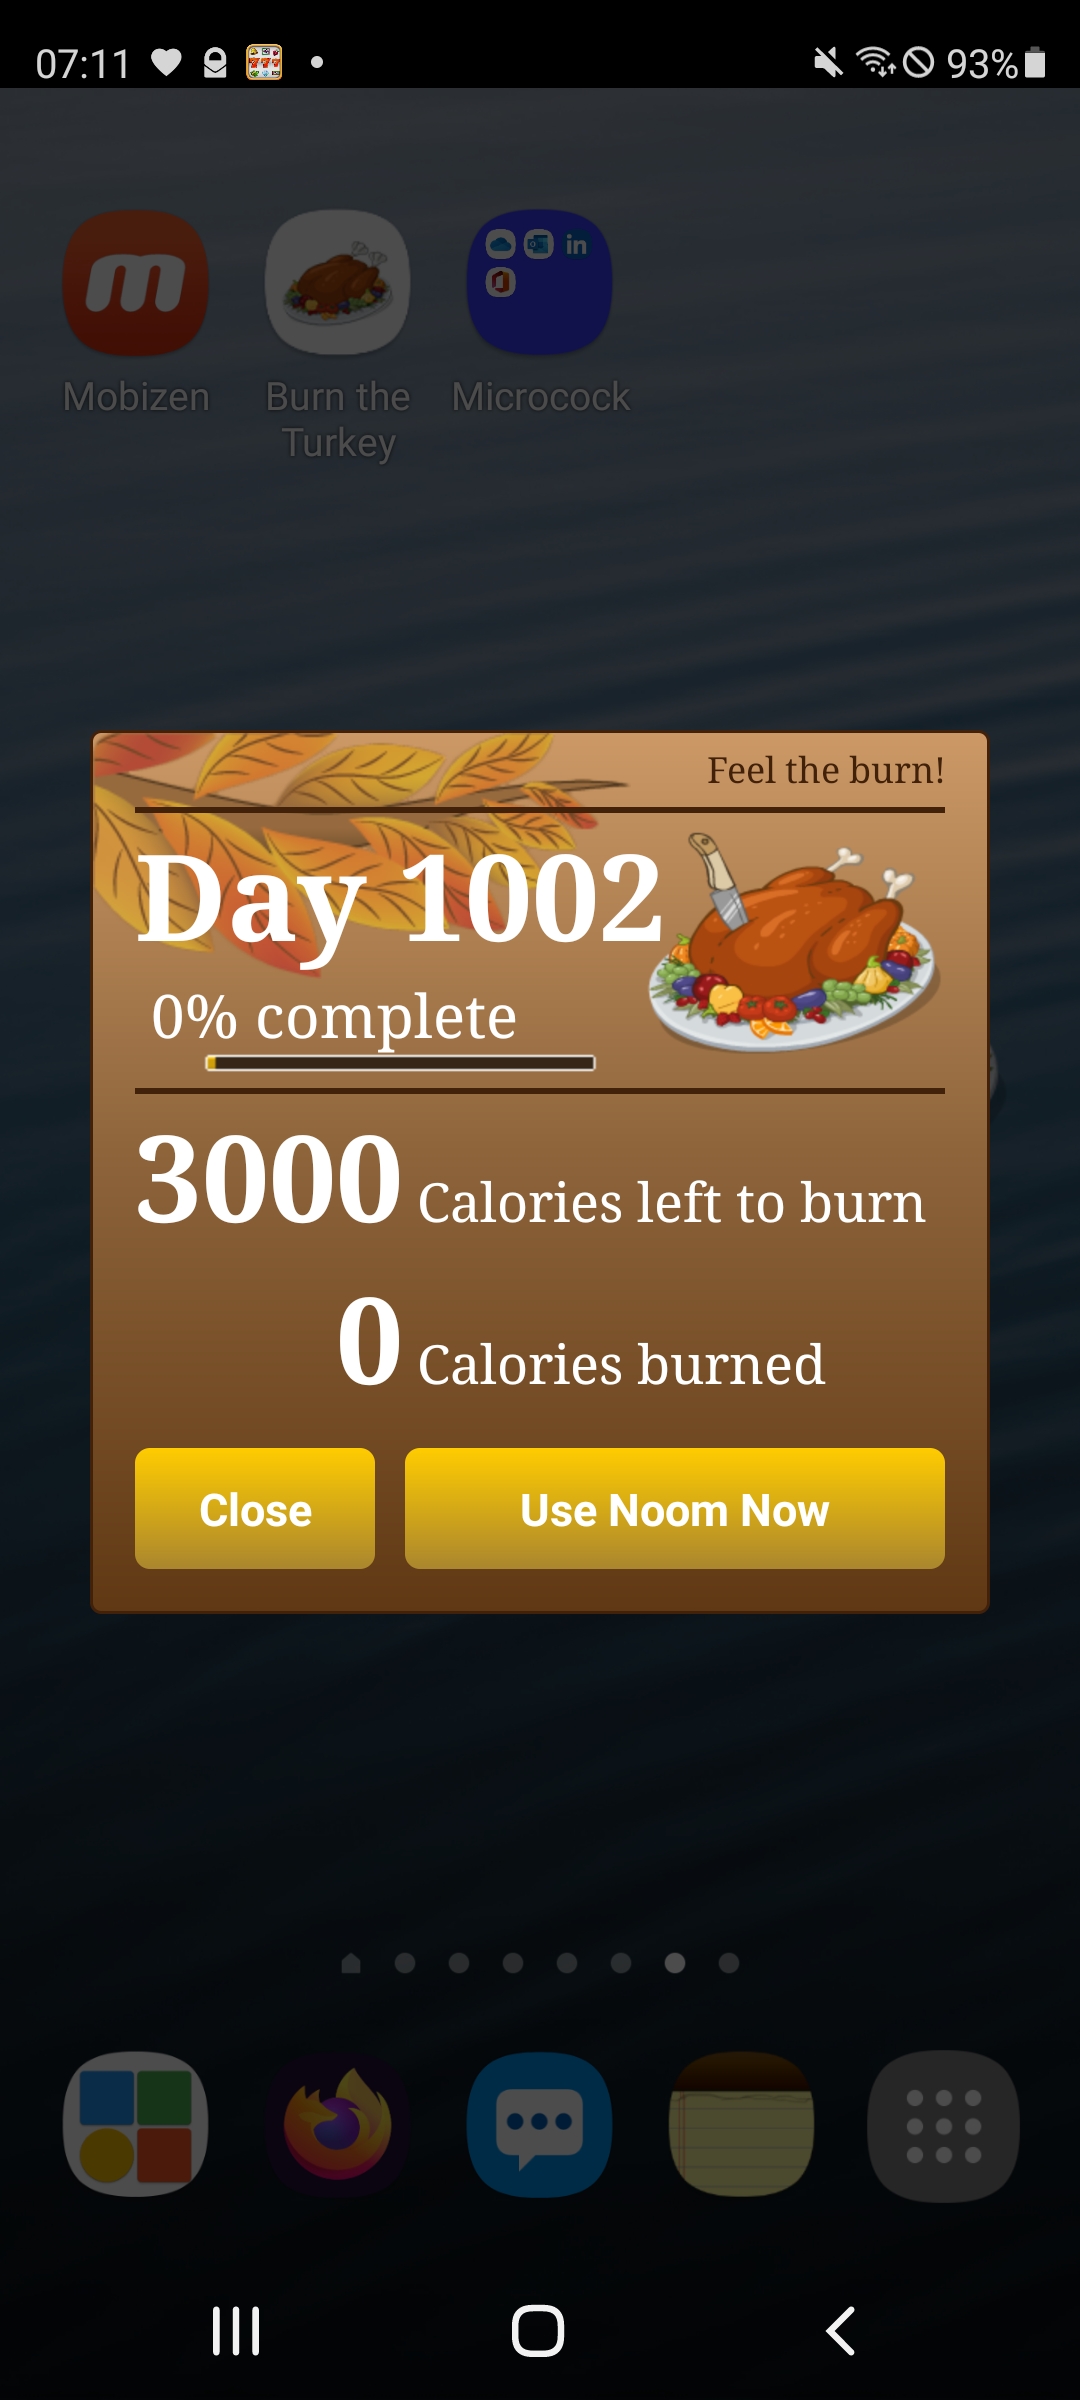 07:11
93%
in
Mobizen
Burn the
Turkey
Microcock
Feel the burn!
Day 1002
0% complete
3000 Calories left to burn
0 Calories burned
Close
Use Noom Now